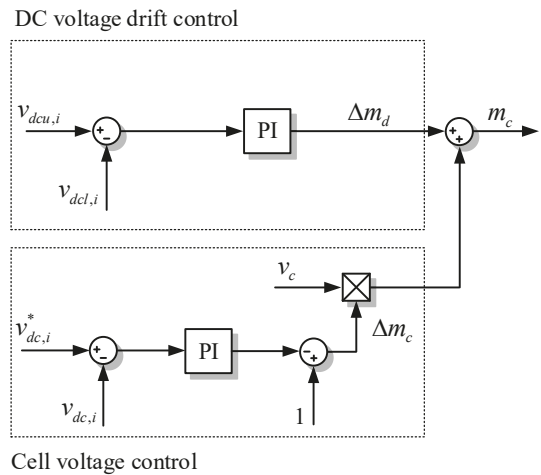 DC voltage drift control
v_{dcu,i}
+
-
PI
Δm_d
+
+
m_c
v_{dcl,i}
v_c
v^*_{dc,i}
+
-
PI
-
+
Δm_c
v_{dc,i}
1
Cell voltage control